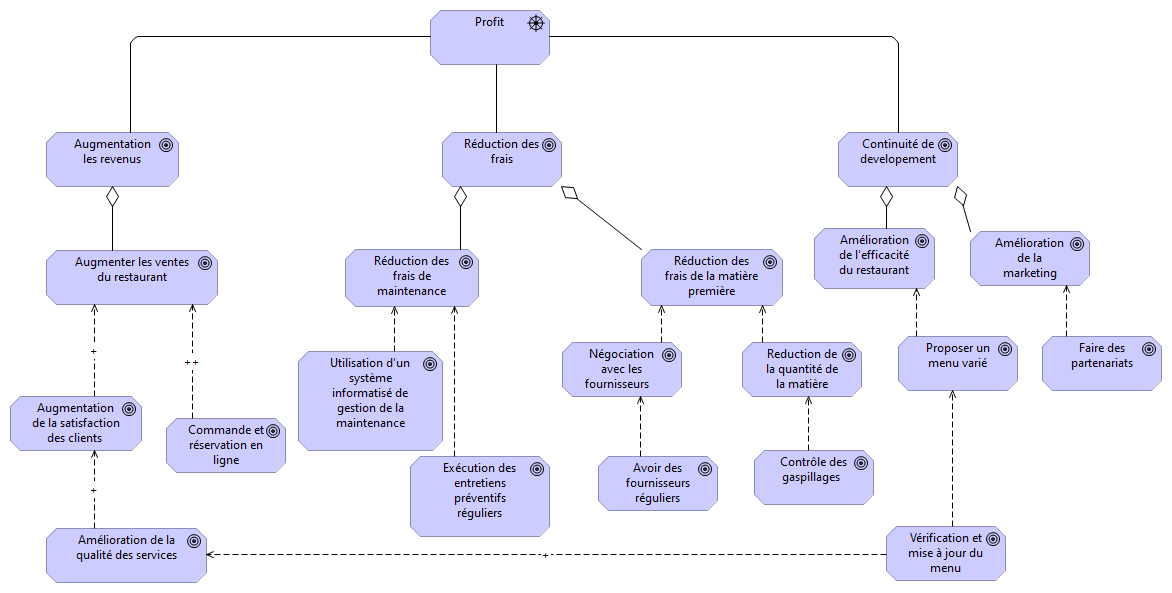 Profit
Augmentation
les revenus
Réduction des
frais
Continuité de
developement
Augmenter les ventes
du restaurant
Réduction des
frais de
maintenance
Réduction des
frais de la matière
première
Amélioration
de l'efficacité
du restaurant
Amélioration
de la
marketing
+
++
Utilisation d'un
système
informatisé de
gestion de la
maintenance
Négociation
avec les
fournisseurs
Reduction de
la quantité de
la matière
Proposer un
menu varié
Faire des
partenariats
Augmentation
de la satisfaction
des clients
Commande et
réservation en
ligne
Exécution des
entretiens
préventifs
réguliers
Avoir des
fournisseurs
réguliers
Contrôle des
gaspillages
+
Amélioration de la
qualité des services
+
Vérification et
mise à jour du
menu